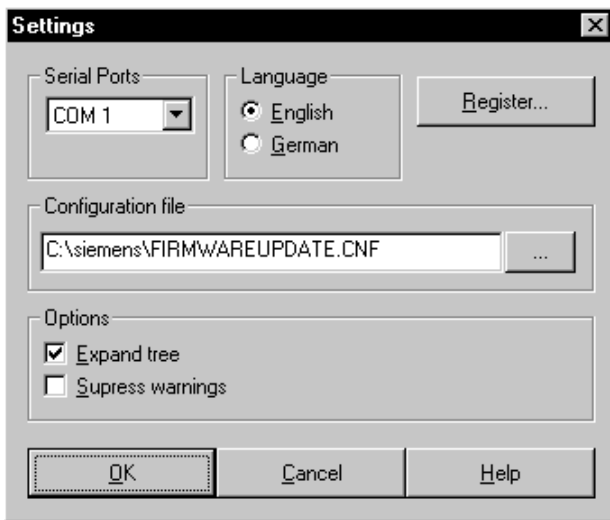 Settings
Serial Ports
COM 1
Language
English
German
Register...
Configuration file
C:\siemens\FIRMWAREUPDATE.CNF
...
Options
Expand tree
Supress warnings
OK
Cancel
Help